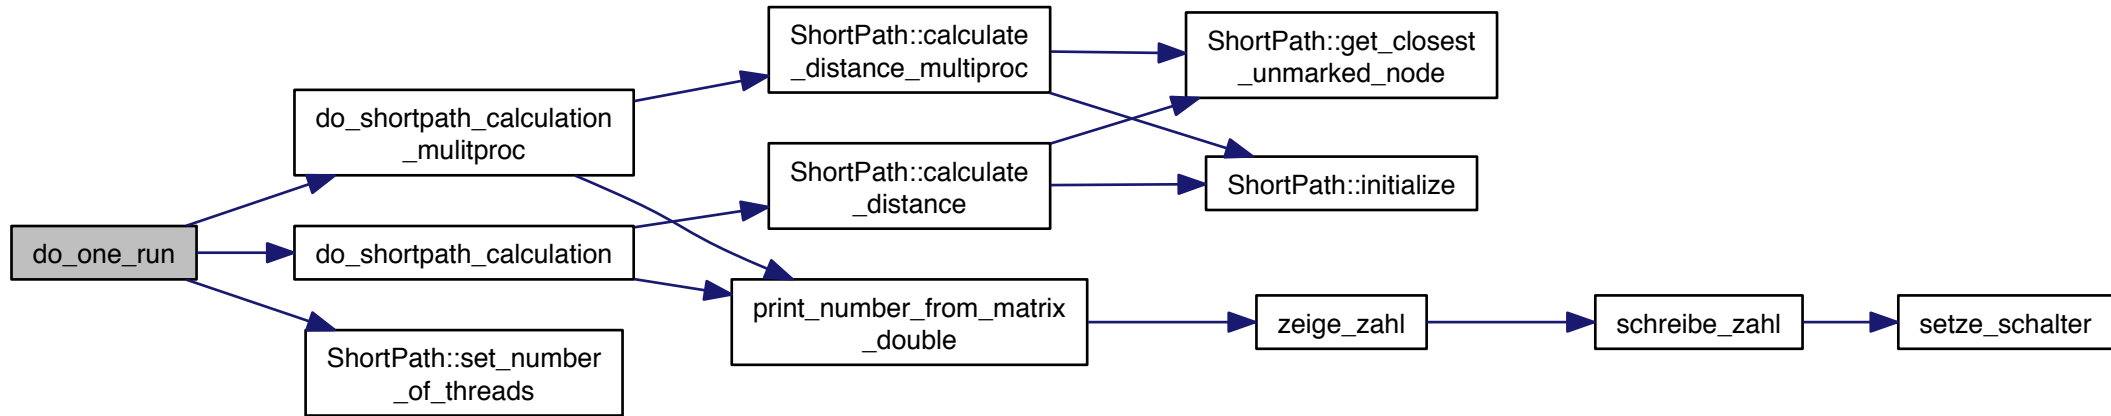 do_one_run
do_shortpath_calculation
_mulitproc
do_shortpath_calculation
ShortPath::set_number
_of_threads
ShortPath::calculate
_distance_multiproc
ShortPath::calculate
_distance
print_number_from_matrix
_double
ShortPath::get_closest
_unmarked_node
ShortPath::initialize
zeige_zahl
schreibe_zahl
setze_schalter